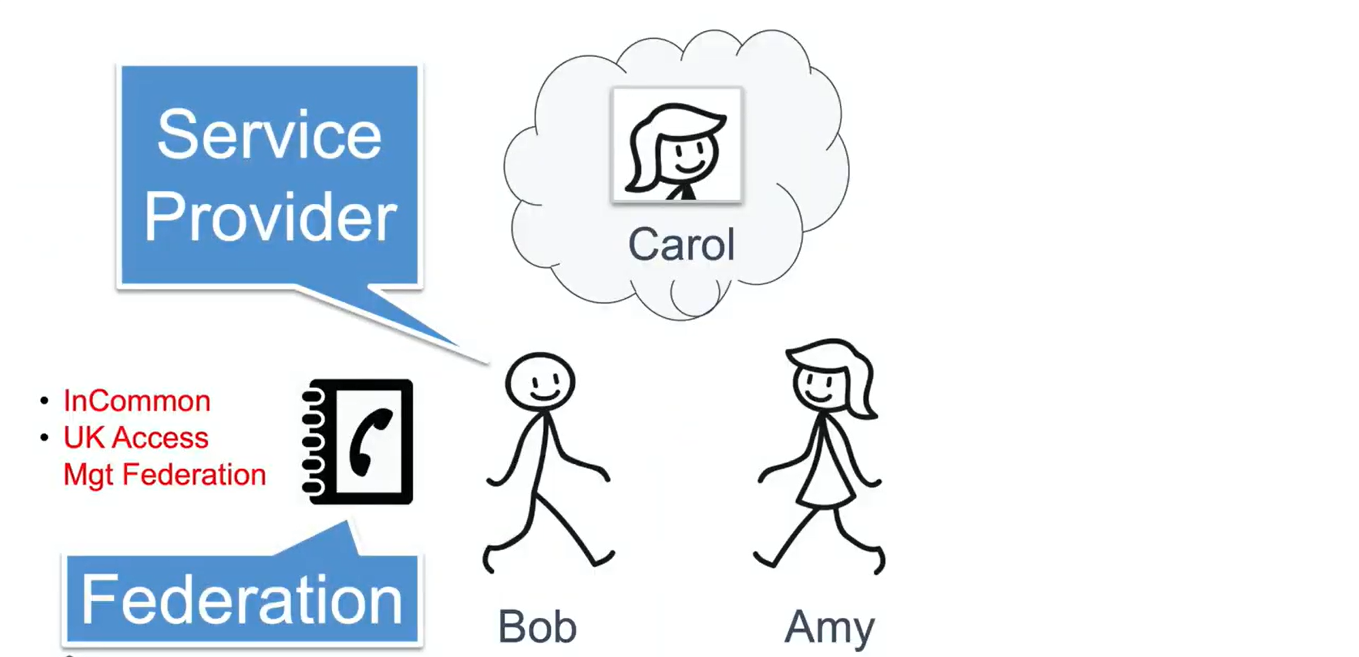 Service
Provider
Carol
• InCommon
• UK Access
Mgt Federation
Federation
Bob
Amy